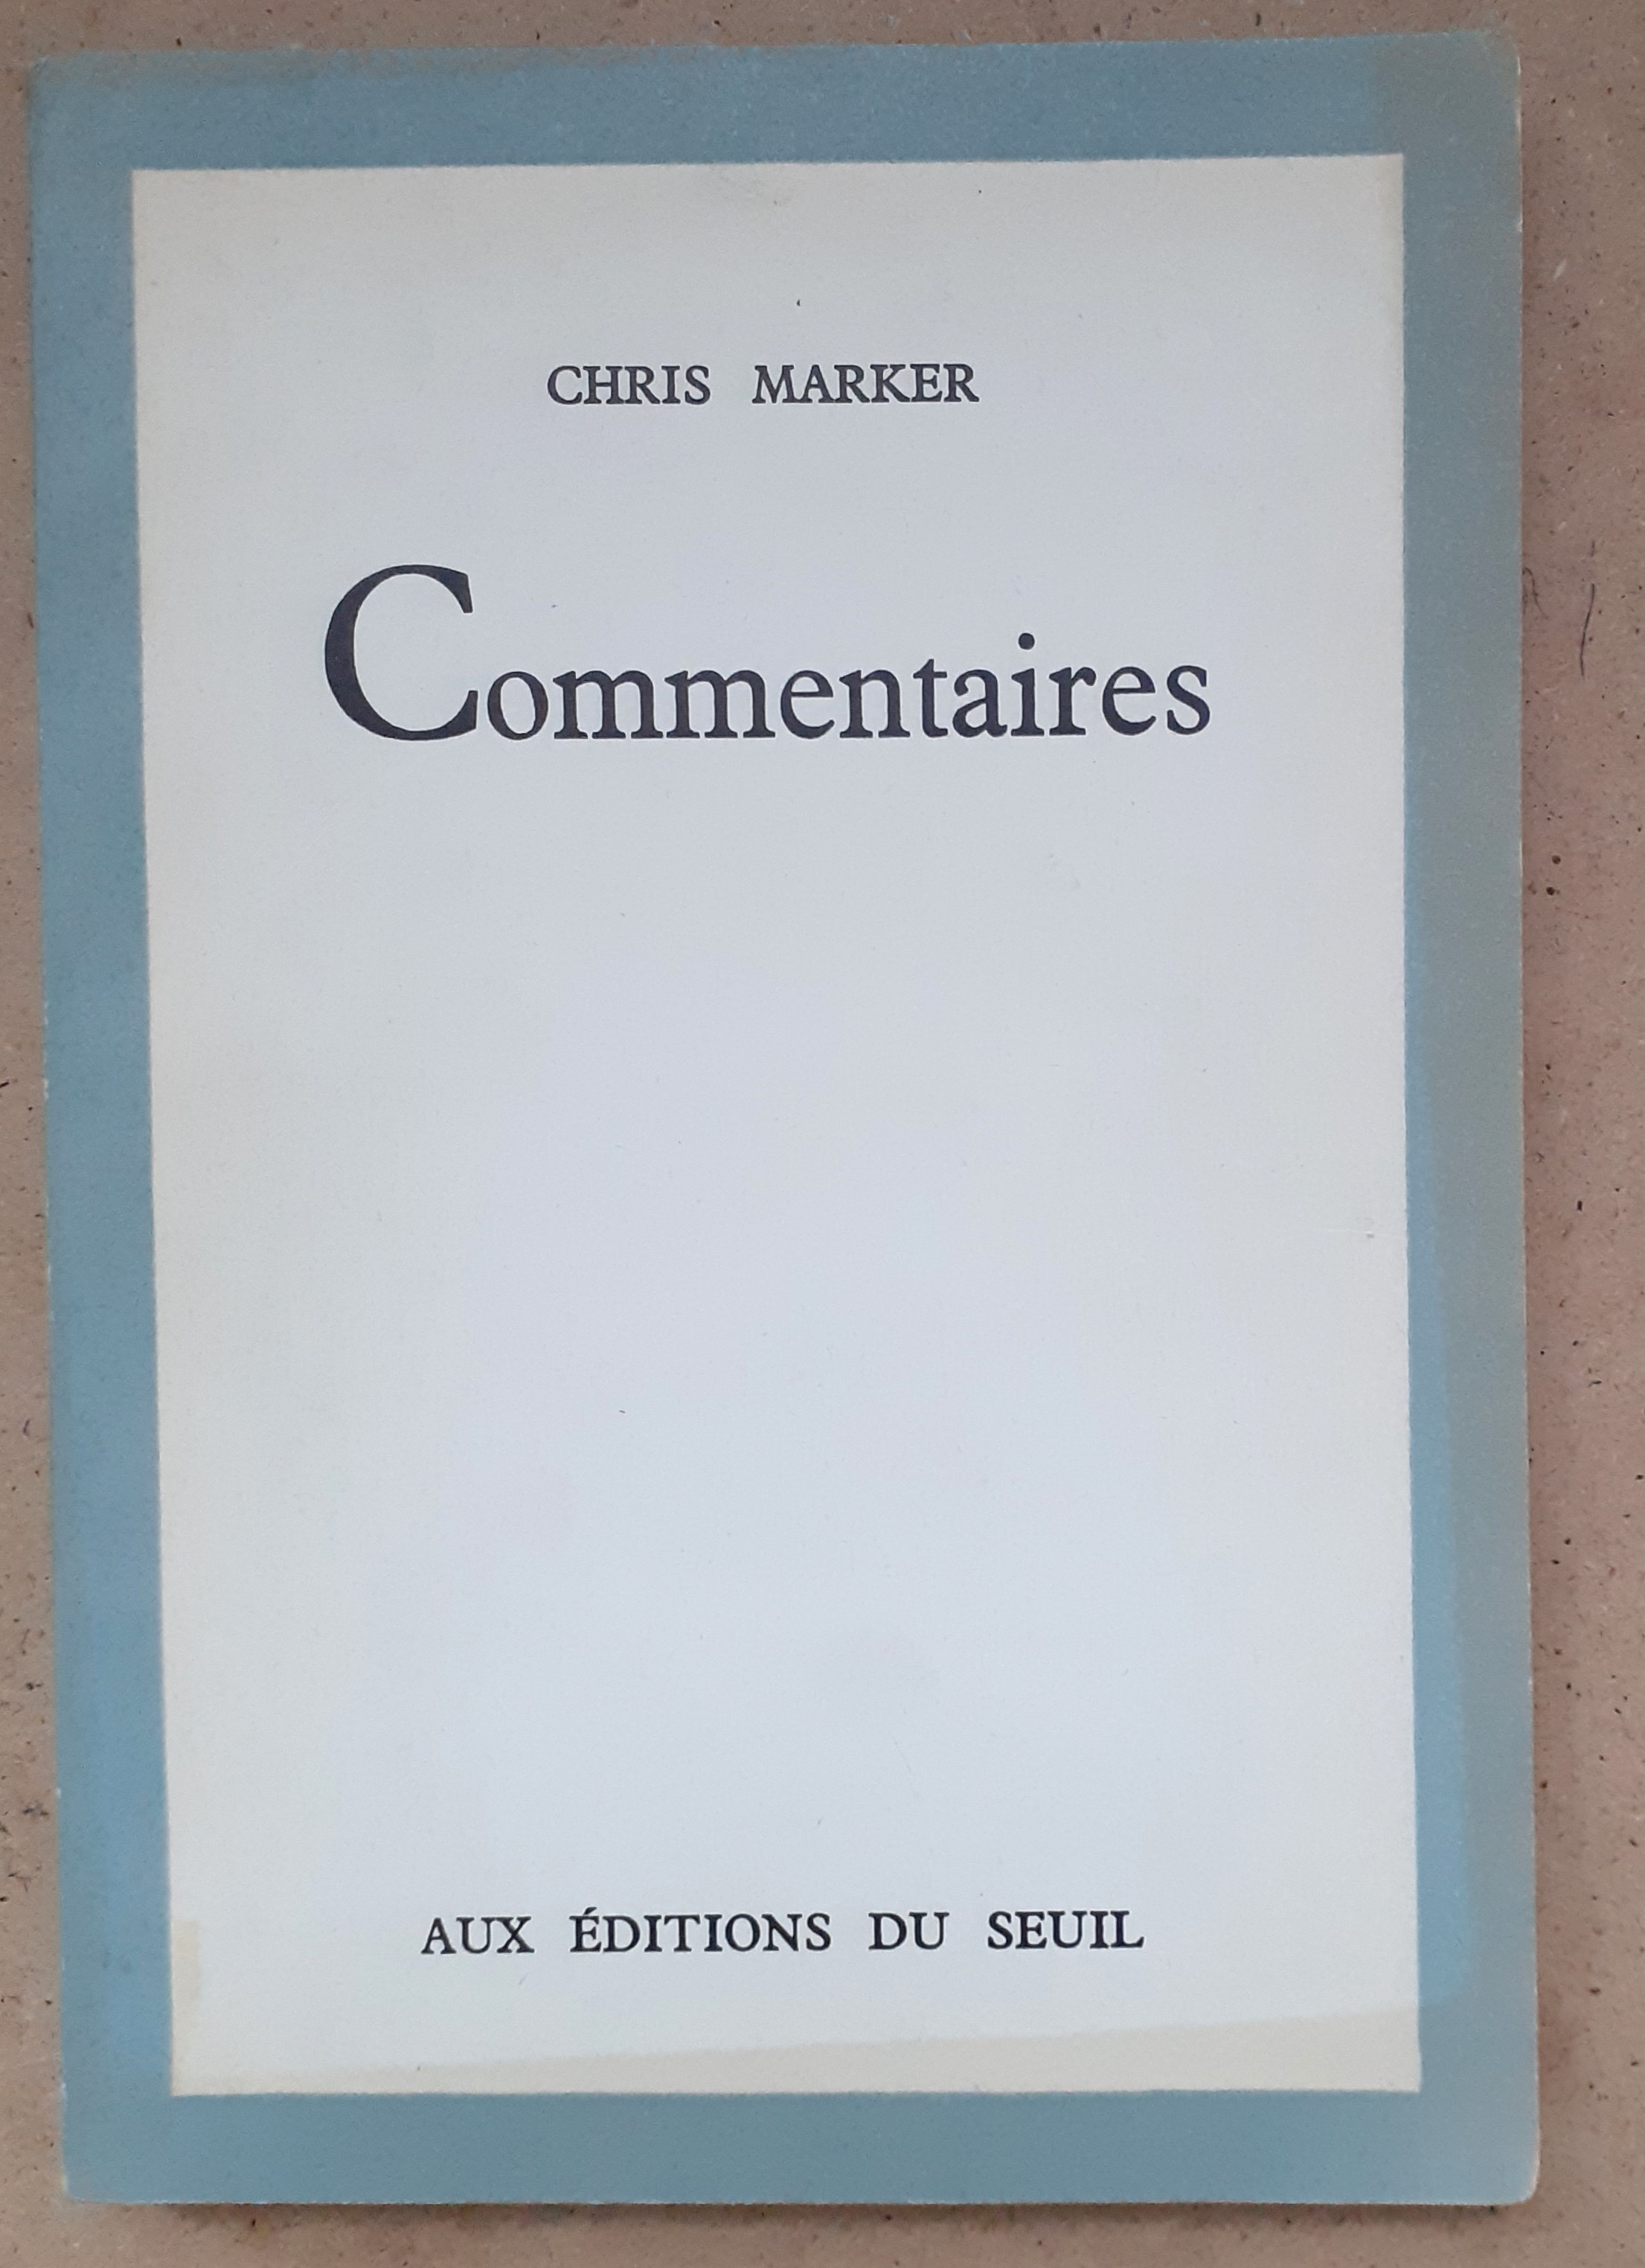 CHRIS MARKER
Commentaires
AUX ÉDITIONS DU SEUIL